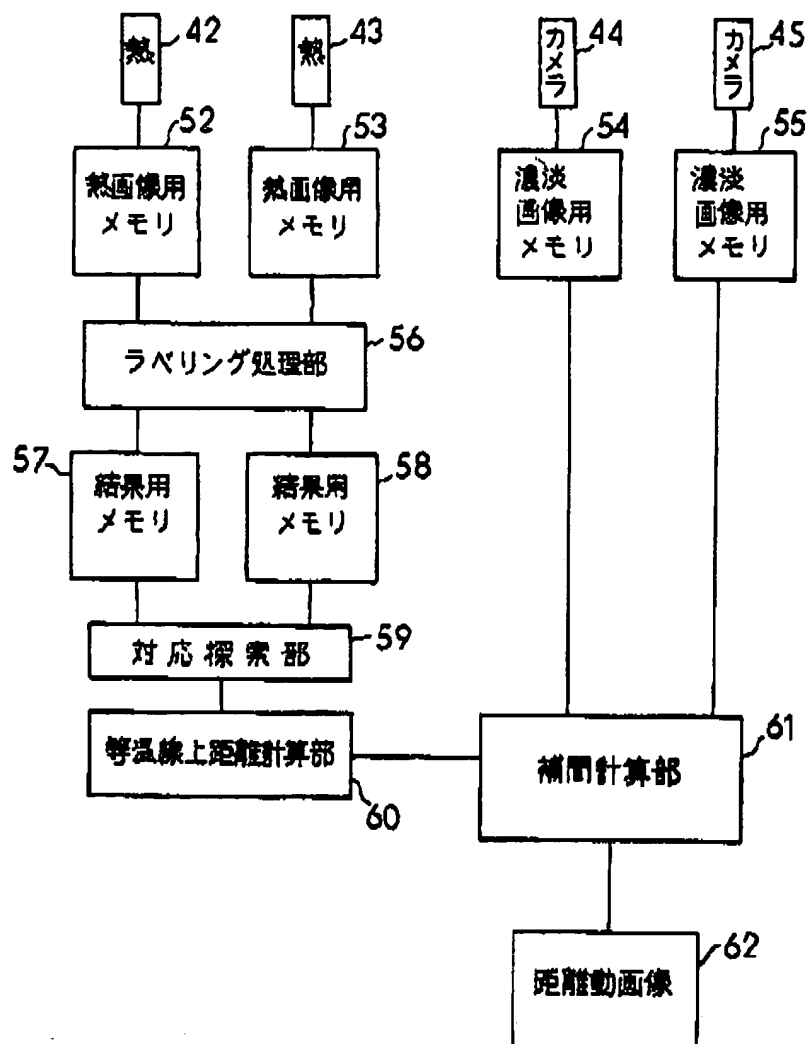 熱
42
熱
43
カメラ
44
カメラ
45
52
熱画像用
メモリ
53
熱画像用
メモリ
54
濃淡
画像用
メモリ
55
濃淡
画像用
メモリ
ラベリング処理部
56
57
結果用
メモリ
58
結果用
メモリ
対応探索部
59
等温線上距離計算部
60
補間計算部
61
距離動画像
62